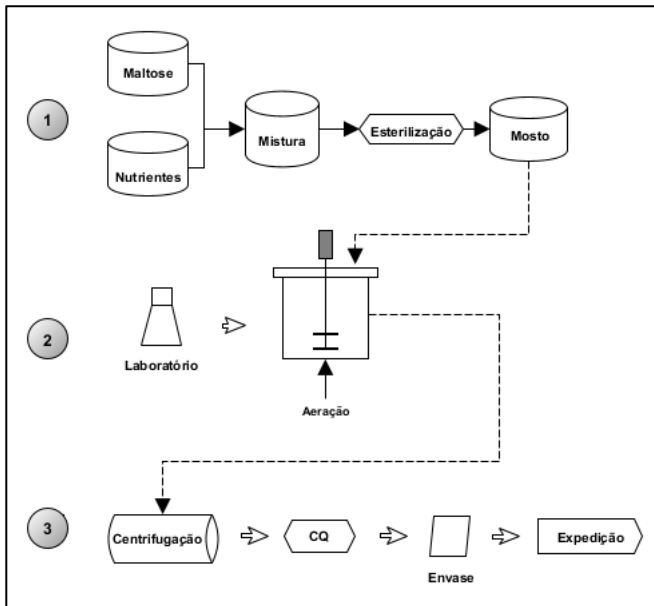 1
Maltose
Nutrientes
Mistura
Esterilização
Mosto
2
Laboratório
Aeração
3
Centrifugação
CQ
Envase
Expedição